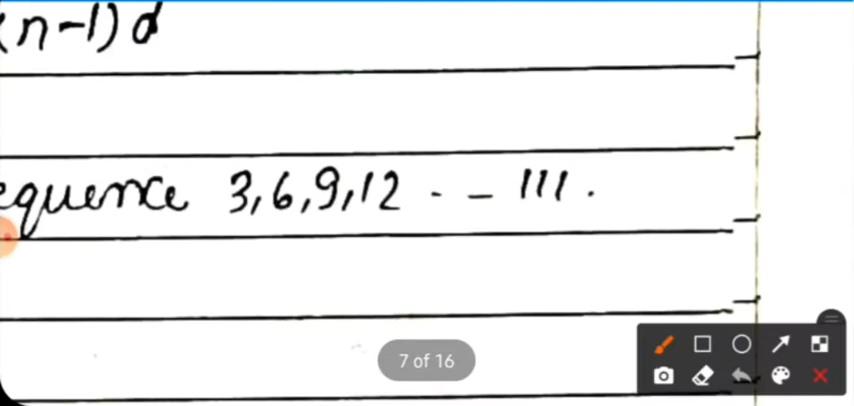 (n-1)d
equence 3,6,9,12 - - 111.
7 of 16